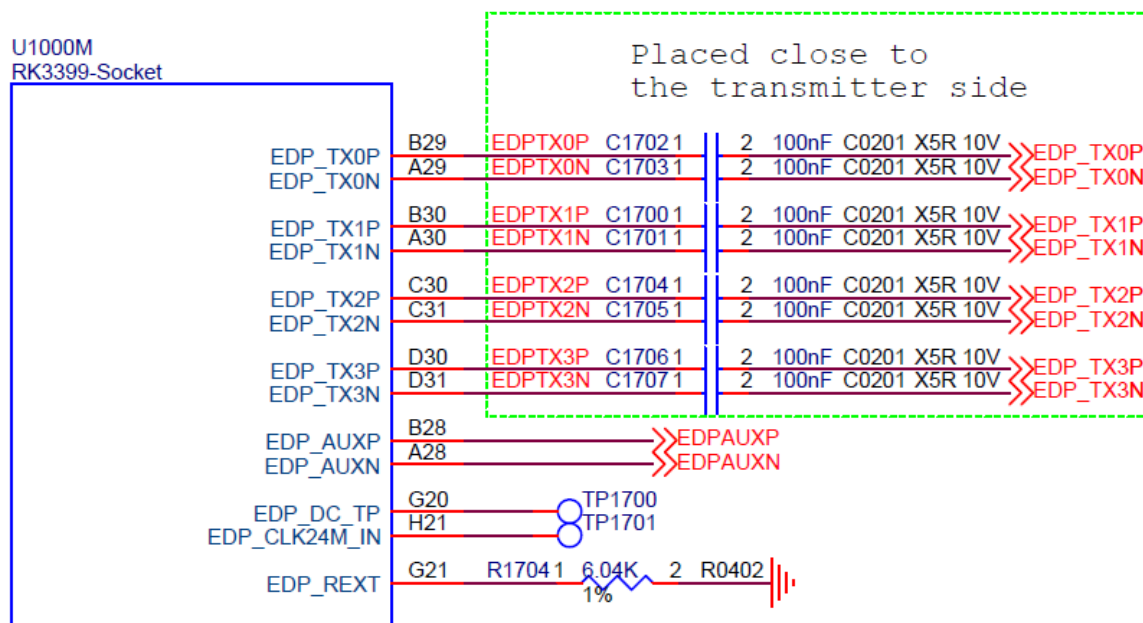 U1000M
RK3399-Socket
Placed close to
the transmitter side
EDP_TX0P B29 EDPTX0P C1702 1 2 100nF C0201 X5R 10V EDP_TX0P
EDP_TX0N A29 EDPTX0N C1703 1 2 100nF C0201 X5R 10V EDP_TX0N
EDP_TX1P B30 EDPTX1P C1700 1 2 100nF C0201 X5R 10V EDP_TX1P
EDP_TX1N A30 EDPTX1N C1701 1 2 100nF C0201 X5R 10V EDP_TX1N
EDP_TX2P C30 EDPTX2P C1704 1 2 100nF C0201 X5R 10V EDP_TX2P
EDP_TX2N C31 EDPTX2N C1705 1 2 100nF C0201 X5R 10V EDP_TX2N
EDP_TX3P D30 EDPTX3P C1706 1 2 100nF C0201 X5R 10V EDP_TX3P
EDP_TX3N D31 EDPTX3N C1707 1 2 100nF C0201 X5R 10V EDP_TX3N
EDP_AUXP B28 EDPAUXP
EDP_AUXN A28 EDPAUXN
EDP_DC_TP G20 TP1700
EDP_CLK24M_IN H21 TP1701
EDP_REXT G21 R1704 1 6.04K 2 R0402
1%